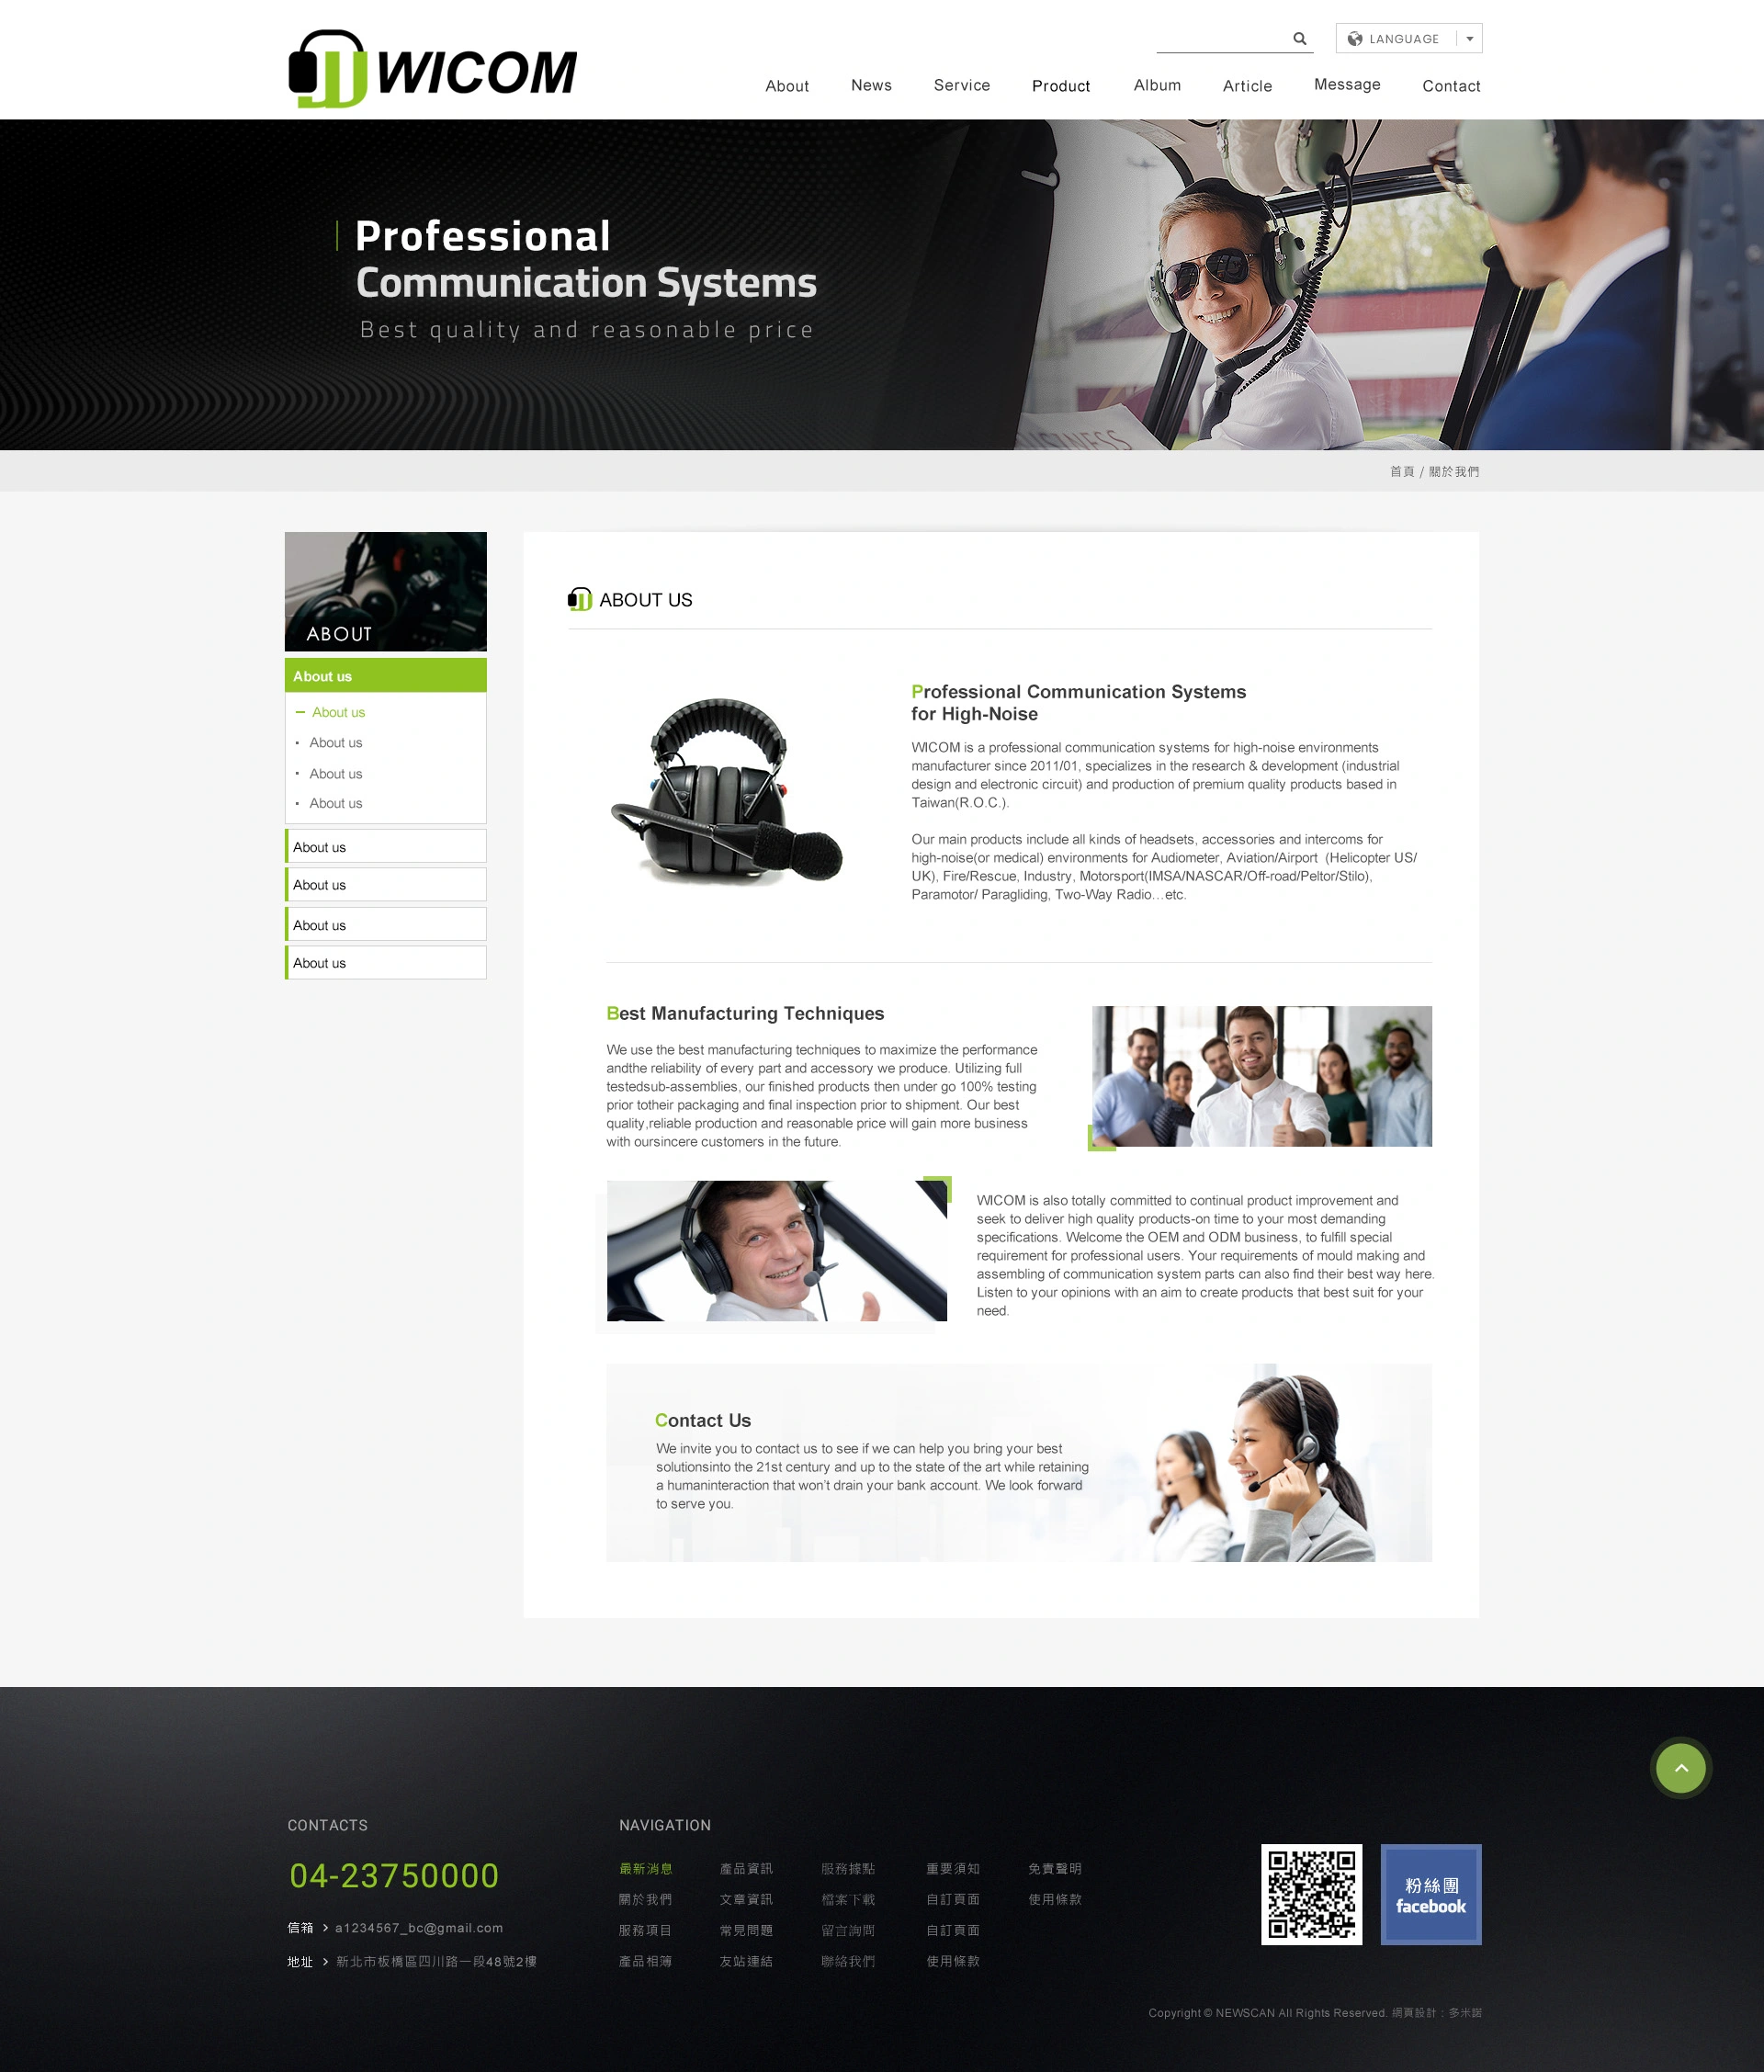 WICOM
LANGUAGE
About News Service Product Album Article Message Contact
Professional
Communication Systems
Best quality and reasonable price
BUSINESS
首頁 / 關於我們
ABOUT
About us
About us
About us
About us
About us
About us
About us
About us
About us
ABOUT US
Professional Communication Systems
for High-Noise
WICOM is a professional communication systems for high-noise environments
manufacturer since 2011/01, specializes in the research & development (industrial
design and electronic circuit) and production of premium quality products based in
Taiwan(R.O.C.).
Our main products include all kinds of headsets, accessories and intercoms for
high-noise(or medical) environments for Audiometer, Aviation/Airport (Helicopter US/
UK), Fire/Rescue, Industry, Motorsport(IMSA/NASCAR/Off-road/Peltor/Stilo),
Paramotor/ Paragliding, Two-Way Radio...etc.
Best Manufacturing Techniques
We use the best manufacturing techniques to maximize the performance
andthe reliability of every part and accessory we produce. Utilizing full
testedsub-assemblies, our finished products then under go 100% testing
prior totheir packaging and final inspection prior to shipment. Our best
quality,reliable production and reasonable price will gain more business
with oursincere customers in the future.
WICOM is also totally committed to continual product improvement and
seek to deliver high quality products-on time to your most demanding
specifications. Welcome the OEM and ODM business, to fulfill special
requirement for professional users. Your requirements of mould making and
assembling of communication system parts can also find their best way here.
Listen to your opinions with an aim to create products that best suit for your
need.
Contact Us
We invite you to contact us to see if we can help you bring your best
solutionsinto the 21st century and up to the state of the art while retaining
a humaninteraction that won't drain your bank account. We look forward
to serve you.
CONTACTS
04-23750000
信箱 > a1234567_bc@gmail.com
地址 > 新北市板橋區四川路一段48號2樓
NAVIGATION
最新消息 產品資訊 服務據點 重要須知 免責聲明
關於我們 文章資訊 檔案下載 自訂頁面 使用條款
服務項目 常見問題 留言詢問 自訂頁面
產品相簿 友站連結 聯絡我們 使用條款
粉絲團
facebook
Copyright © NEWSCAN All Rights Reserved. 網頁設計 : 多米諾